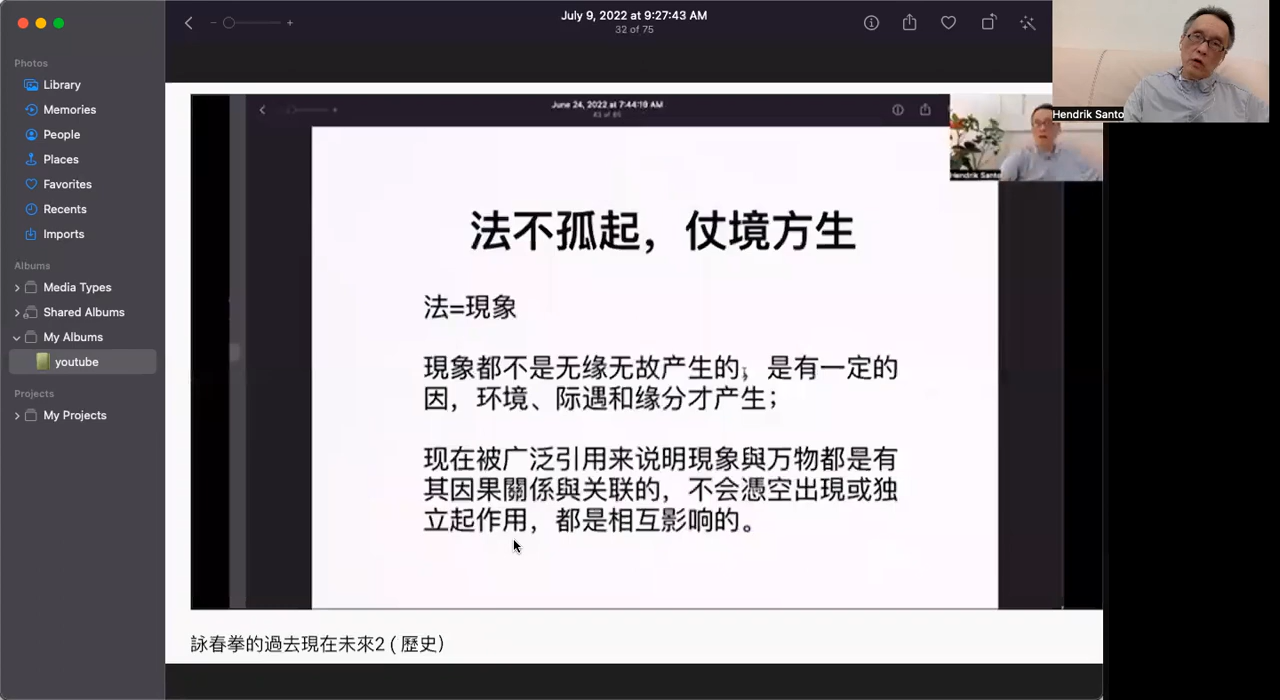 July 9, 2022 at 9:27:43 AM
32 of 75
Photos
Library
Memories
People
Places
Favorites
Recents
Imports
Albums
Media Types
Shared Albums
My Albums
youtube
Projects
My Projects
June 24, 2022 at 7:44:19 AM
Hendrik Santo
Hendrik Santo
法不孤起，仗境方生
法=現象
現象都不是无缘无故产生的，是有一定的
因，环境、际遇和缘分才产生；
现在被广泛引用来说明現象與万物都是有
其因果關係與关联的，不会憑空出現或独
立起作用，都是相互影响的。
詠春拳的過去現在未來2 ( 歷史)